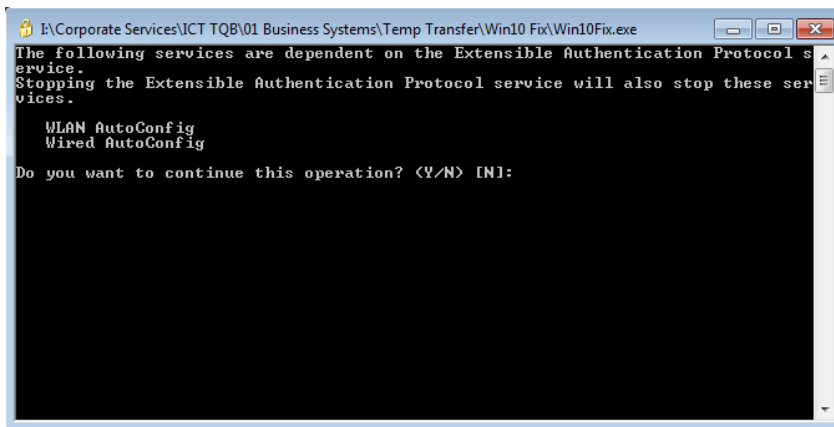 I:\Corporate Services\ICT TQB\01 Business Systems\Temp Transfer\Win10 Fix\Win10Fix.exe
The following services are dependent on the Extensible Authentication Protocol s
ervice.
Stopping the Extensible Authentication Protocol service will also stop these ser
vices.
WLAN AutoConfig
Wired AutoConfig
Do you want to continue this operation? (Y/N) [N]: